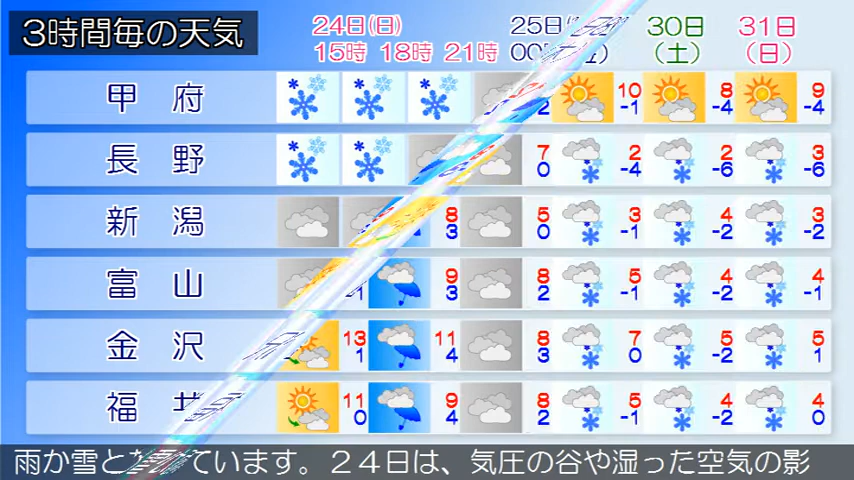 3時間毎の天気
24日(日) 25日 30日 31日
15時 18時 21時 00 (土) (日)
甲府 2 10 -1 8 -4 9 -4
長野 7 0 2 -4 2 -6 3 -6
新潟 8 3 5 0 3 -1 4 -2 3 -2
富山 -1 9 3 8 2 5 -1 4 -2 4 -1
金沢 13 1 11 4 8 3 7 0 5 -2 5 1
福井 11 0 9 4 8 2 5 -1 4 -2 4 0
雨か雪と ています。２４日は、気圧の谷や湿った空気の影